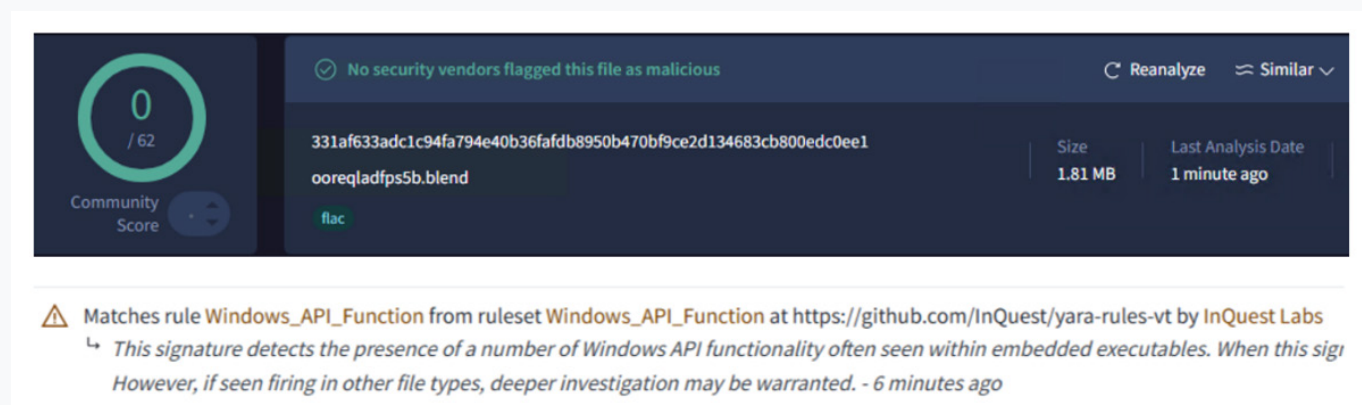 No security vendors flagged this file as malicious
Reanalyze
Similar
0
/ 62
Community
Score
331af633adc1c94fa794e40b36fafdb8950b470bf9ce2d134683cb800edc0ee1
ooreqladfps5b.blend
flac
Size
1.81 MB
Last Analysis Date
1 minute ago
Matches rule Windows_API_Function from ruleset Windows_API_Function at https://github.com/InQuest/yara-rules-vt by InQuest Labs
This signature detects the presence of a number of Windows API functionality often seen within embedded executables. When this sigr
However, if seen firing in other file types, deeper investigation may be warranted. - 6 minutes ago